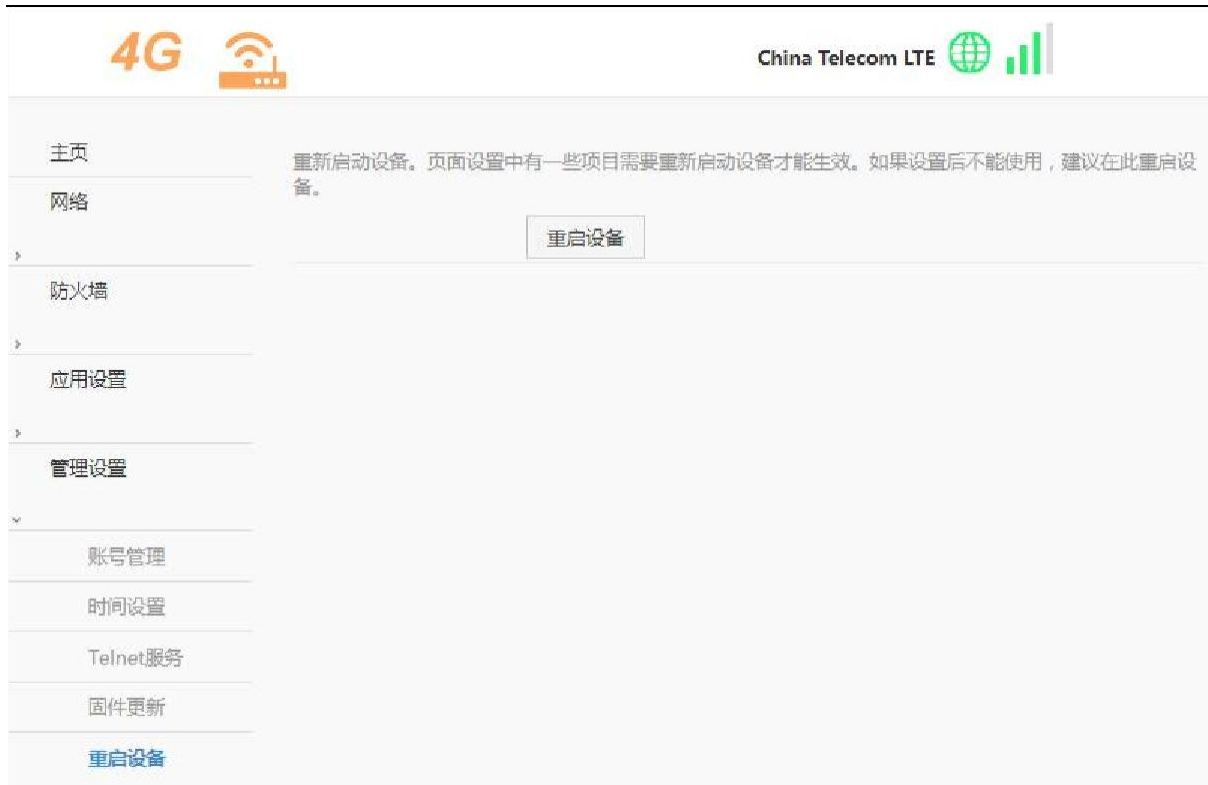 4G
China Telecom LTE
主页
网络
防火墙
应用设置
管理设置
账号管理
时间设置
Telnet服务
固件更新
重启设备
重新启动设备。页面设置中有一些项目需要重新启动设备才能生效。如果设置后不能使用，建议在此重启设
备。
重启设备